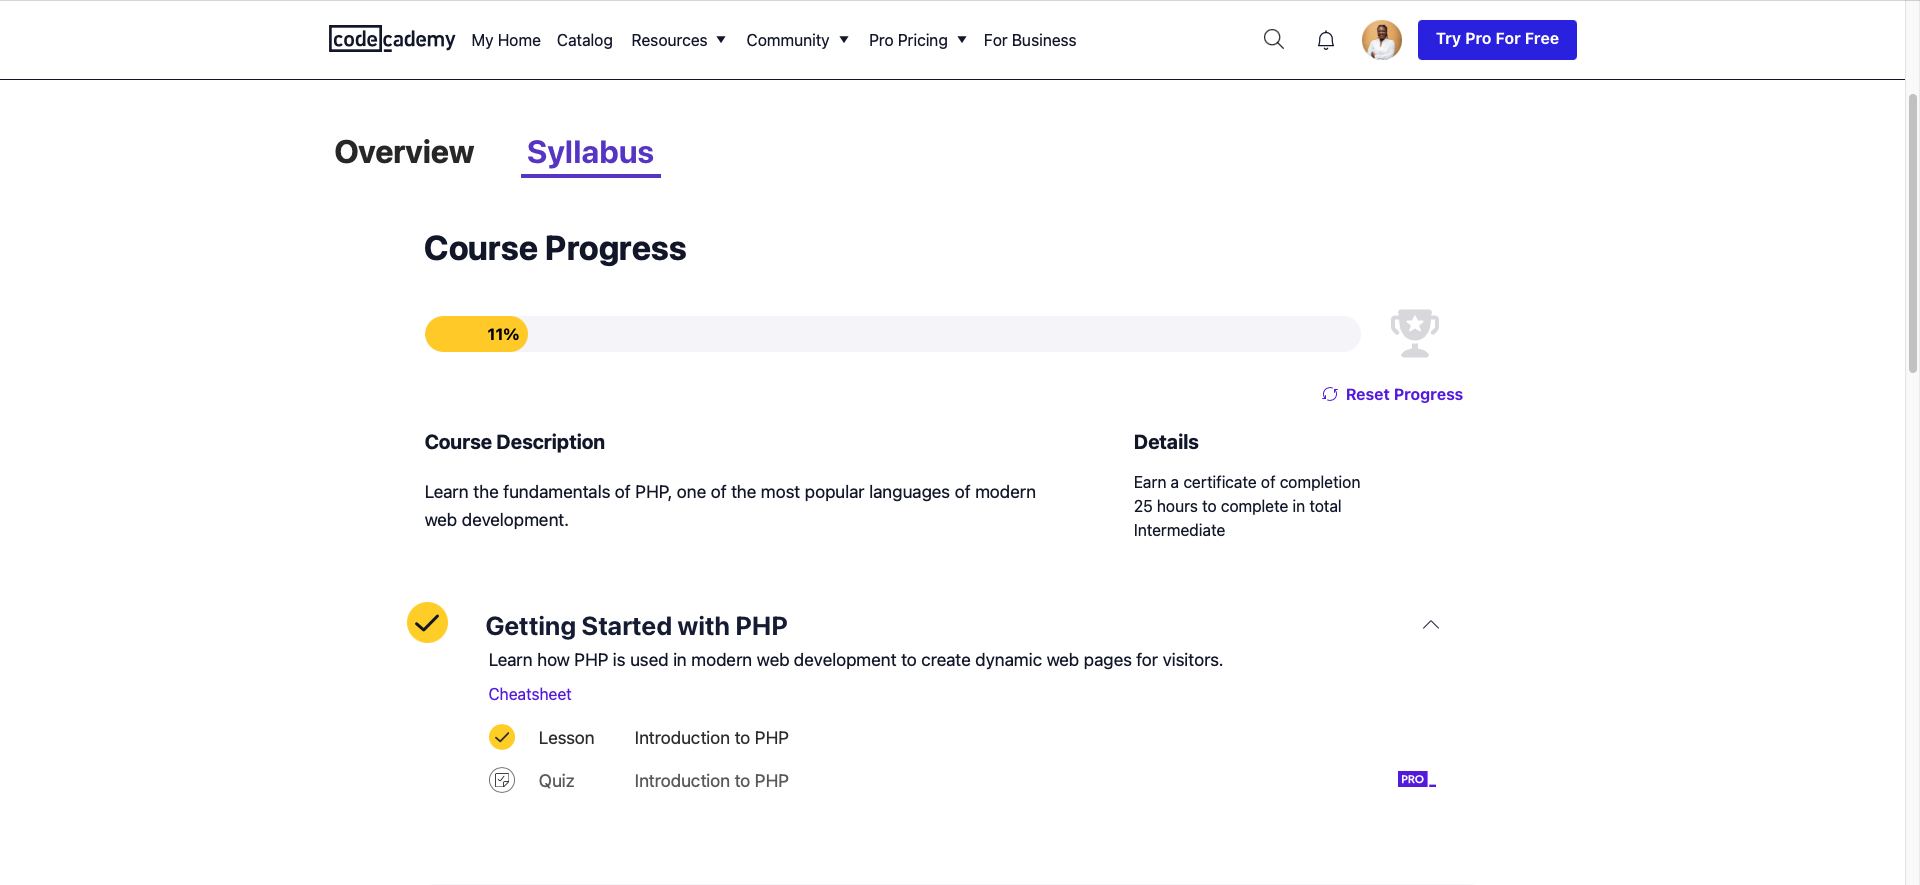 codecademy My Home Catalog Resources Community Pro Pricing For Business Try Pro For Free
Overview Syllabus
Course Progress
11%
Reset Progress
Course Description
Learn the fundamentals of PHP, one of the most popular languages of modern
web development.
Details
Earn a certificate of completion
25 hours to complete in total
Intermediate
Getting Started with PHP
Learn how PHP is used in modern web development to create dynamic web pages for visitors.
Cheatsheet
Lesson Introduction to PHP
Quiz Introduction to PHP PRO